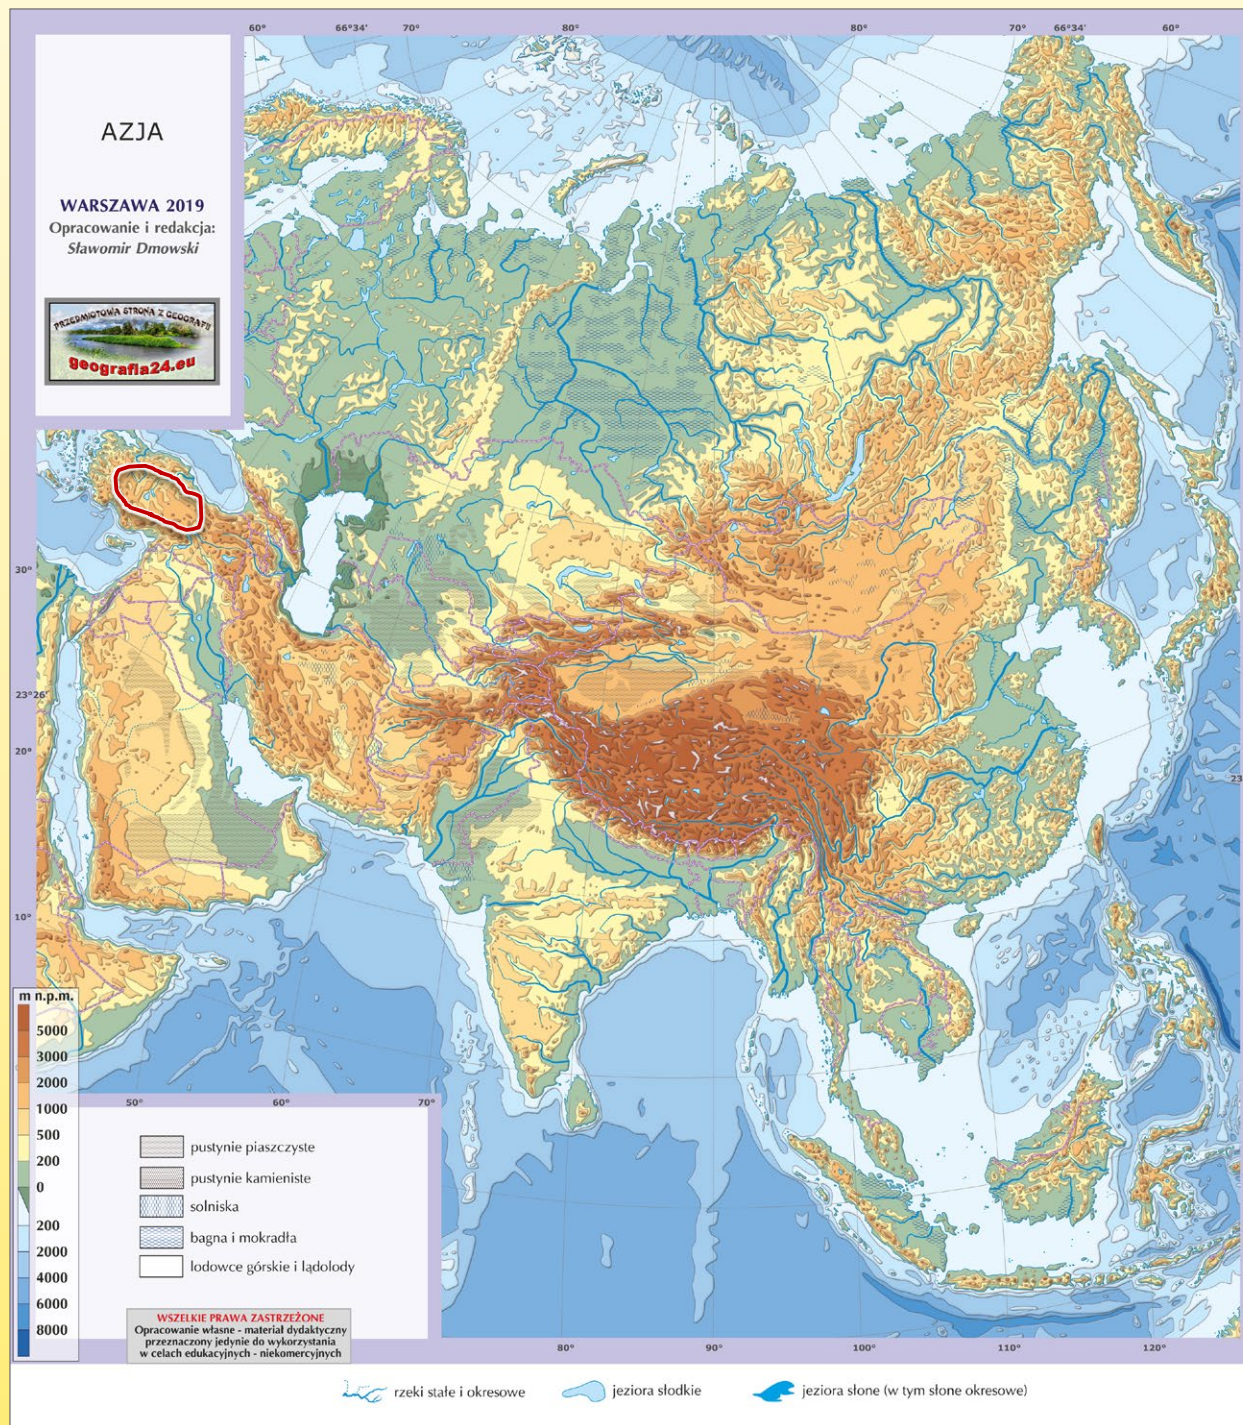 60° 66°34' 70° 80° 80° 70° 66°34' 60°
AZJA
WARSZAWA 2019
Opracowanie i redakcja:
Sławomir Dmowski
PRZEDMIOTOWA STRONA Z GEOGRAFII
geografia24.eu
30°
23°26'
20°
10°
23
m n.p.m.
5000
3000
2000
1000
500
200
0
200
2000
4000
6000
8000
50° 60° 70°
pustynie piaszczyste
pustynie kamieniste
solniska
bagna i mokradła
lodowce górskie i lądolody
WSZELKIE PRAWA ZASTRZEŻONE
Opracowanie własne - materiał dydaktyczny
przeznaczony jedynie do wykorzystania
w celach edukacyjnych - niekomercyjnych
80° 90° 100° 110° 120°
rzeki stałe i okresowe jeziora słodkie jeziora słone (w tym słone okresowe)